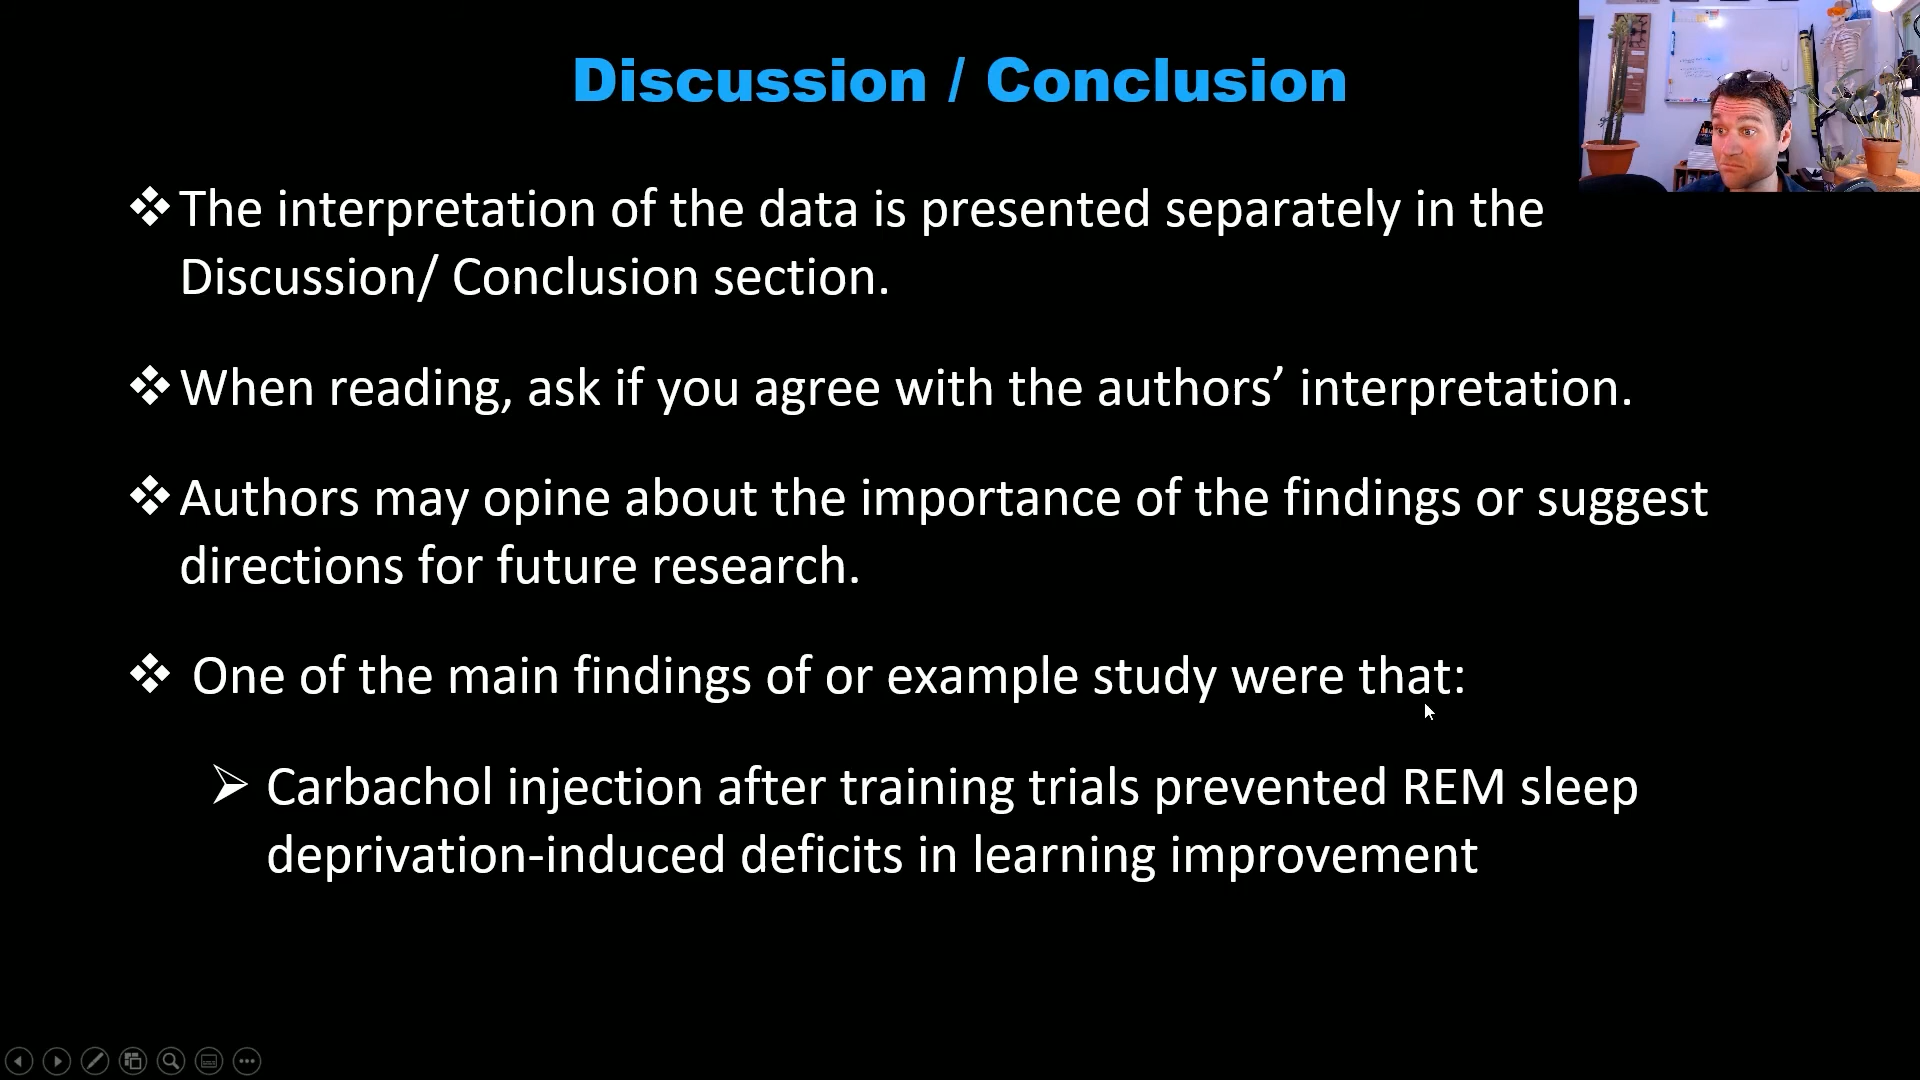 Discussion / Conclusion
❖ The interpretation of the data is presented separately in the
Discussion/ Conclusion section.
❖ When reading, ask if you agree with the authors’ interpretation.
❖ Authors may opine about the importance of the findings or suggest
directions for future research.
❖ One of the main findings of or example study were that:
➢ Carbachol injection after training trials prevented REM sleep
deprivation-induced deficits in learning improvement